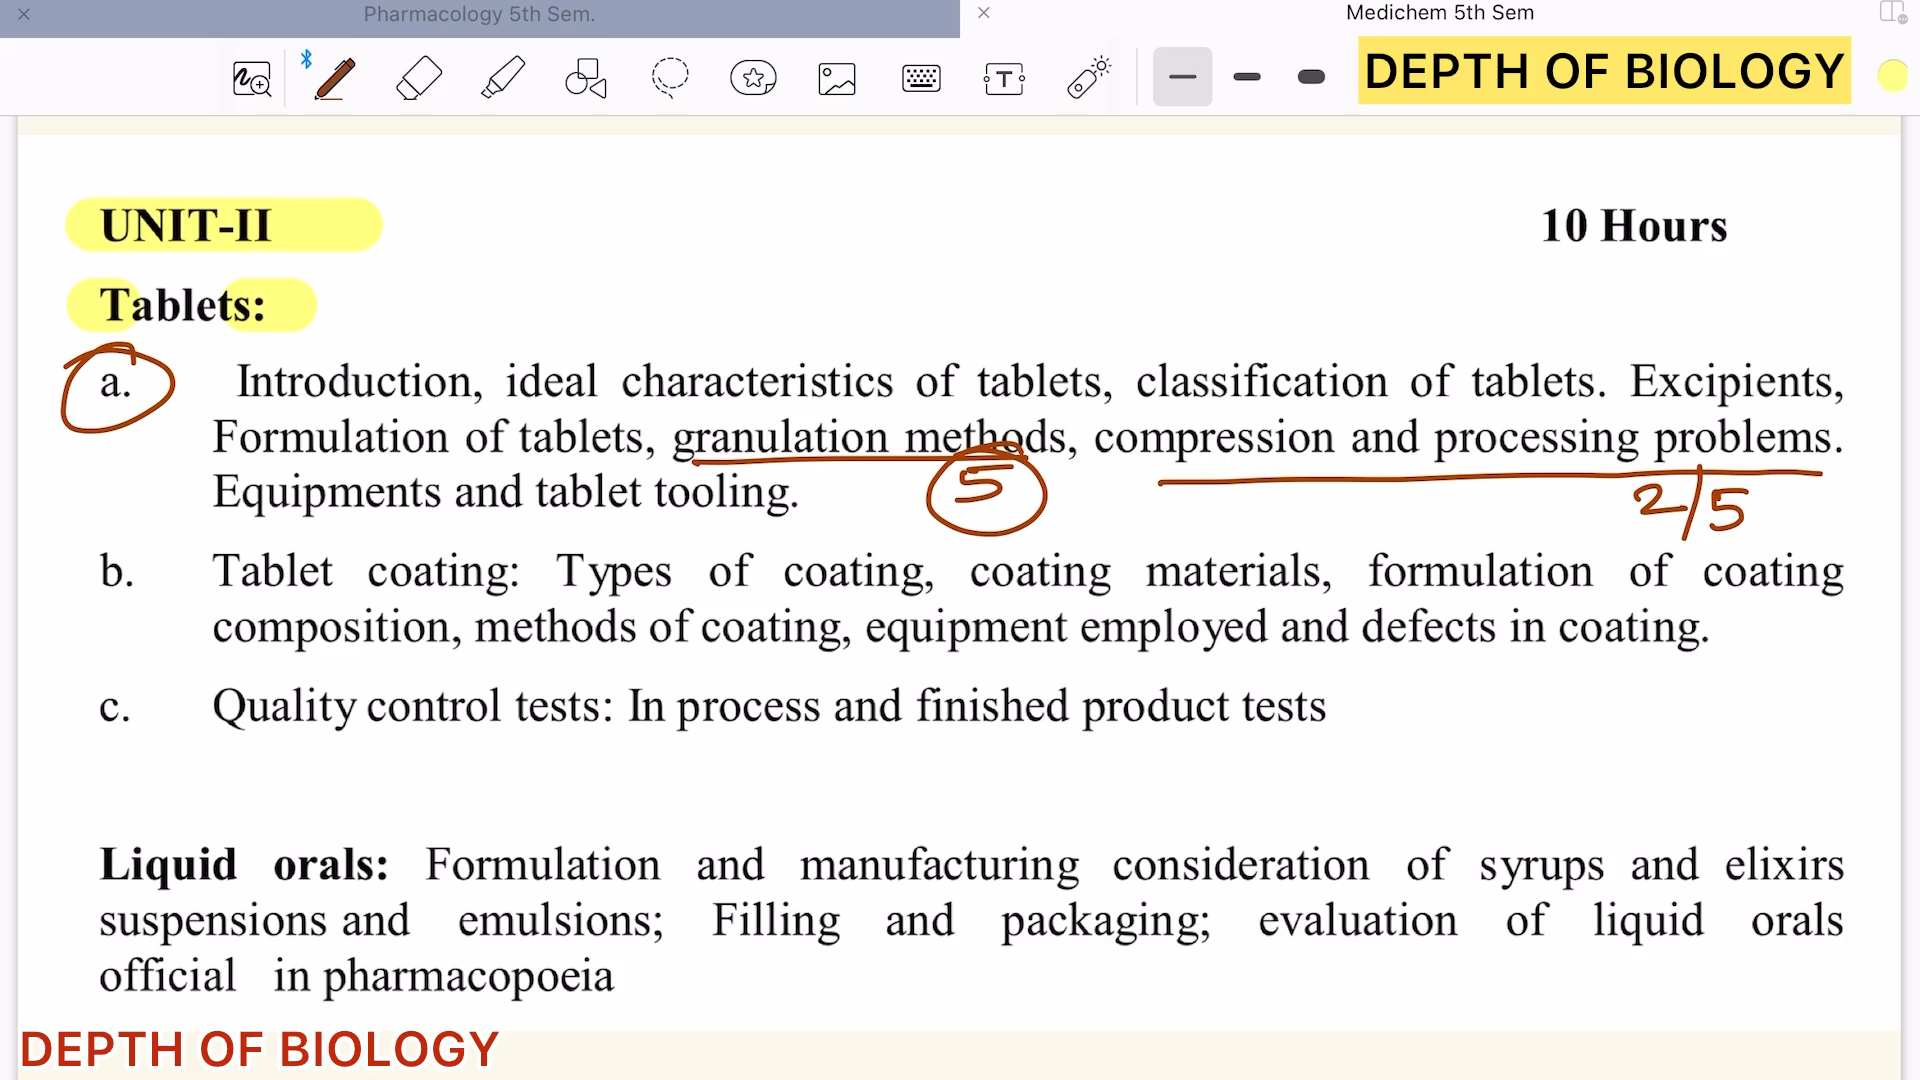 Pharmacology 5th Sem.
Medichem 5th Sem
DEPTH OF BIOLOGY
UNIT-II 10 Hours
Tablets:
a. Introduction, ideal characteristics of tablets, classification of tablets. Excipients,
Formulation of tablets, granulation methods, compression and processing problems.
Equipments and tablet tooling.
5
2/5
b. Tablet coating: Types of coating, coating materials, formulation of coating
composition, methods of coating, equipment employed and defects in coating.
c. Quality control tests: In process and finished product tests
Liquid orals: Formulation and manufacturing consideration of syrups and elixirs
suspensions and emulsions; Filling and packaging; evaluation of liquid orals
official in pharmacopoeia
DEPTH OF BIOLOGY